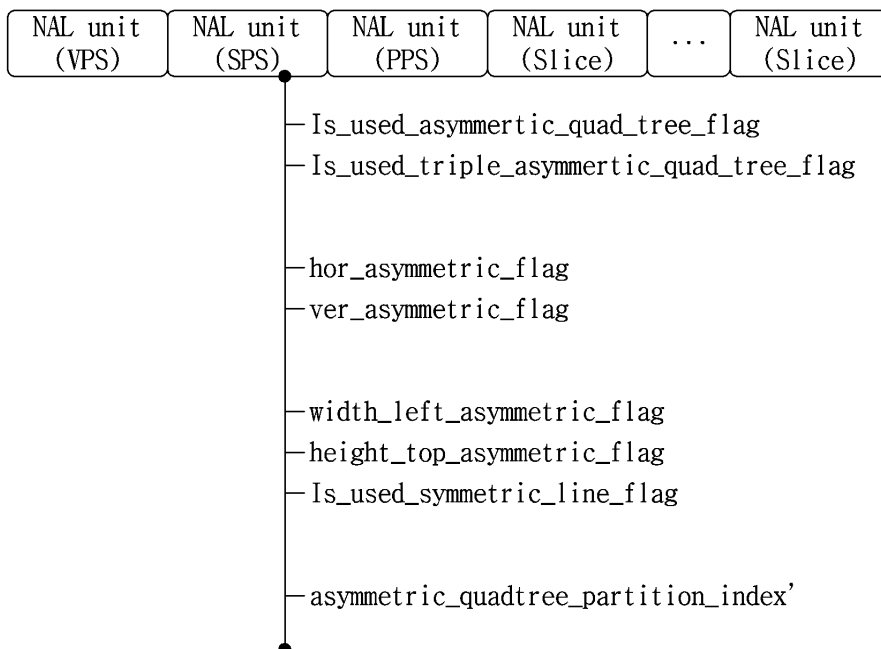 NAL unit (VPS)
NAL unit (SPS)
NAL unit (PPS)
NAL unit (Slice)
...
NAL unit (Slice)
Is_used_asymmertic_quad_tree_flag
Is_used_triple_asymmertic_quad_tree_flag
hor_asymmetric_flag
ver_asymmetric_flag
width_left_asymmetric_flag
height_top_asymmetric_flag
Is_used_symmetric_line_flag
asymmetric_quadtree_partition_index'